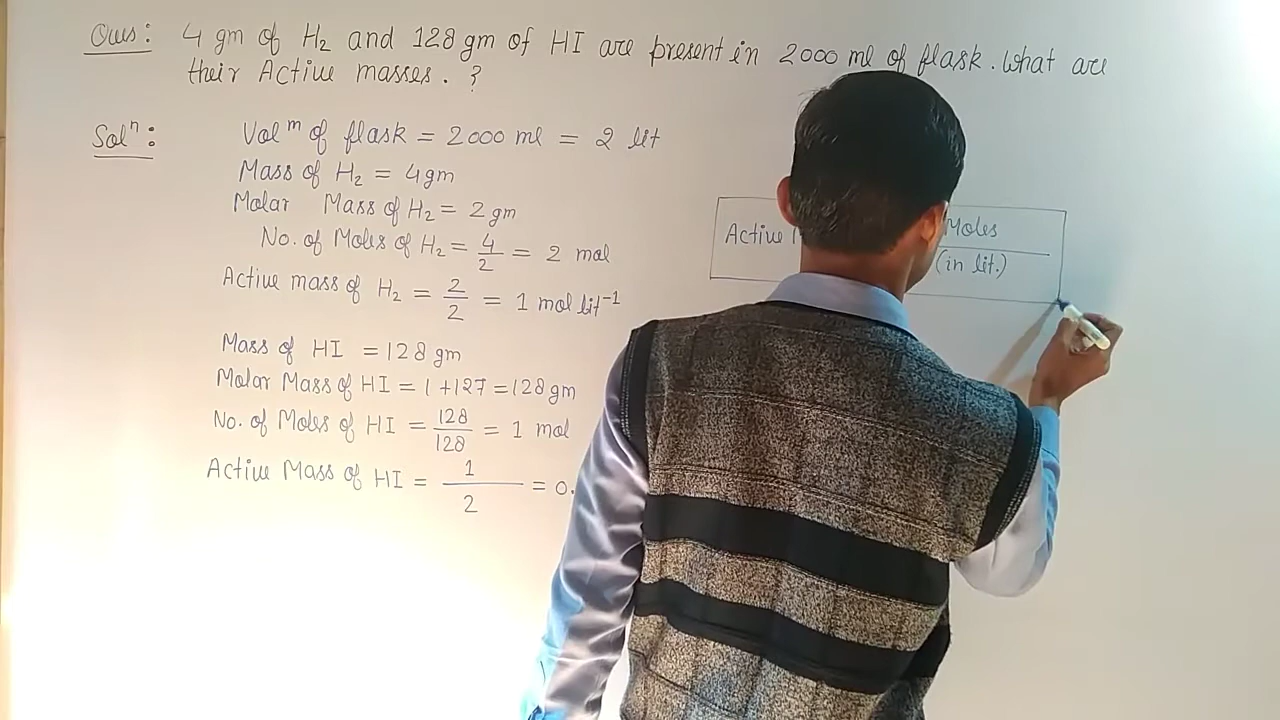 Ques: 4 gm of H₂ and 128 gm of HI are present in 2000 ml of flask. What are
their Active masses. ?
Solⁿ: Volᵐ of flask = 2000 ml = 2 lit
Mass of H₂ = 4gm
Molar Mass of H₂ = 2 gm
No. of Moles of H₂ = 4/2 = 2 mol
Active mass of H₂ = 2/2 = 1 mol lit⁻¹
Mass of HI = 128 gm
Molar Mass of HI = 1 + 127 = 128 gm
No. of Moles of HI = 128/128 = 1 mol
Active Mass of HI = 1/2 = 0.
Active
Moles
(in lit.)